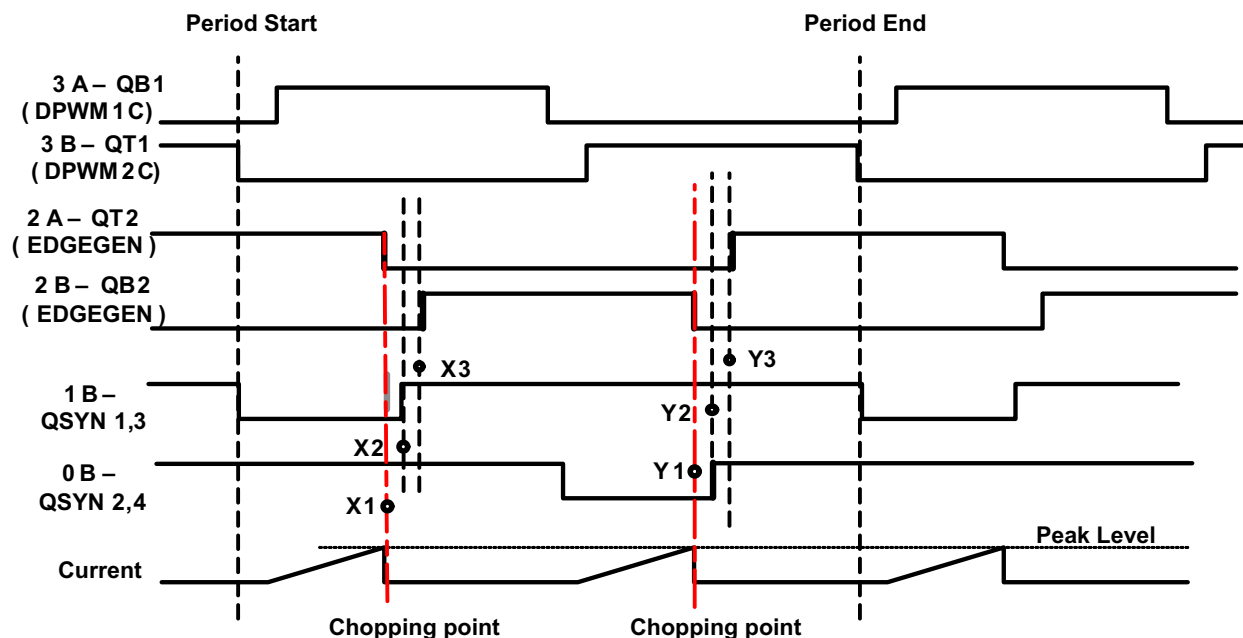 Period Start
Period End
3 A – QB1
( DPWM 1 C)
3 B – QT1
( DPWM 2 C)
2 A – QT2
( EDGEGEN )
2 B – QB2
( EDGEGEN )
X3
Y3
1 B –
QSYN 1,3
Y2
X2
0 B –
QSYN 2,4
Y1
X1
Peak Level
Current
Chopping point
Chopping point